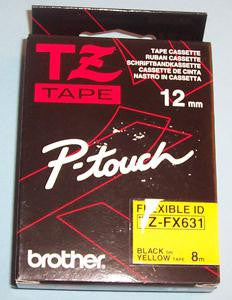 TZ
TAPE
TAPE CASSETTE
RUBAN CASSETTE
SCHRIFTBANDKASSETTE
CASSETTE DE CINTA
NASTRO IN CASSETTA
12 mm
P-touch
FLEXIBLE ID
TZ-FX631
BLACK ON
YELLOW TAPE 8m
brother